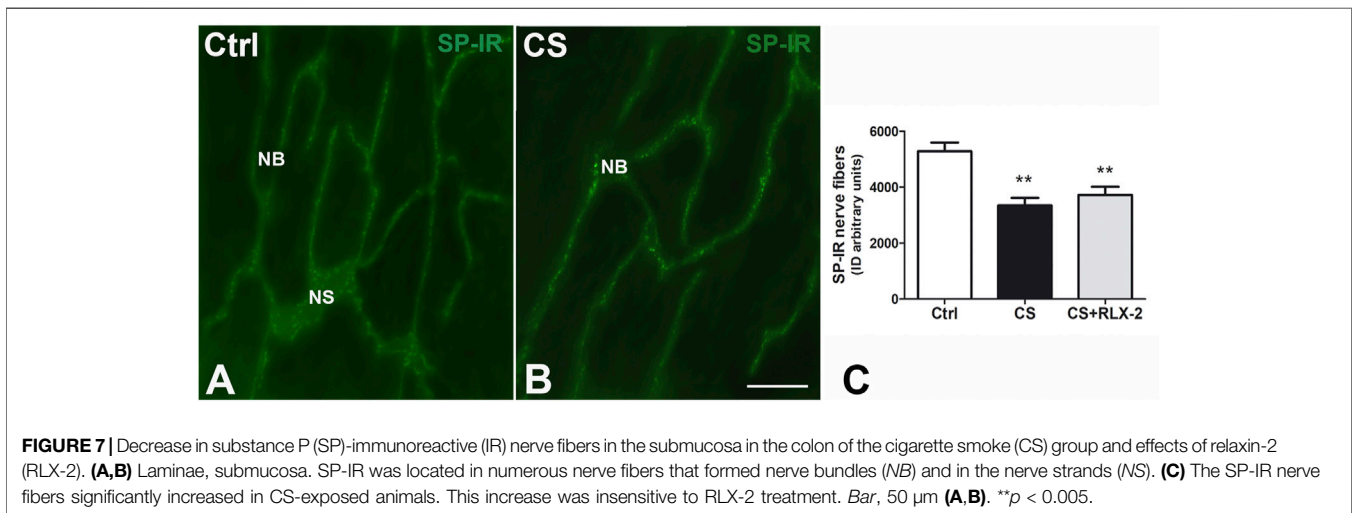 Ctrl
SP-IR
NB
NS
A
CS
SP-IR
NB
B
SP-IR nerve fibers
(ID arbitrary units)
6000
4000
2000
0
**
**
Ctrl
CS
CS+RLX-2
C
FIGURE 7 | Decrease in substance P (SP)-immunoreactive (IR) nerve fibers in the submucosa in the colon of the cigarette smoke (CS) group and effects of relaxin-2
(RLX-2). (A,B) Laminae, submucosa. SP-IR was located in numerous nerve fibers that formed nerve bundles (NB) and in the nerve strands (NS). (C) The SP-IR nerve
fibers significantly increased in CS-exposed animals. This increase was insensitive to RLX-2 treatment. Bar, 50 μm (A,B). **p < 0.005.